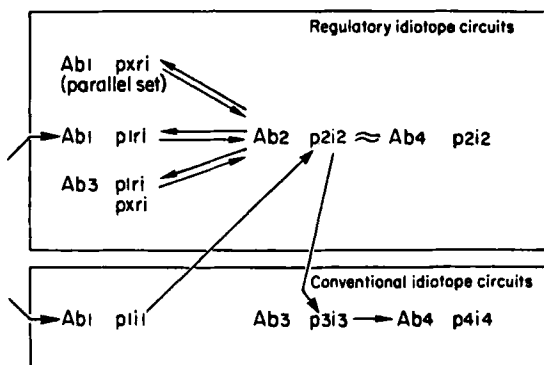 Regulatory idiotope circuits
Ab1 pxri
(parallel set)
Ab1 p1ri Ab2 p2i2 ≈ Ab4 p2i2
Ab3 p1ri
pxri
Conventional idiotope circuits
Ab1 p1i1 Ab3 p3i3 Ab4 p4i4